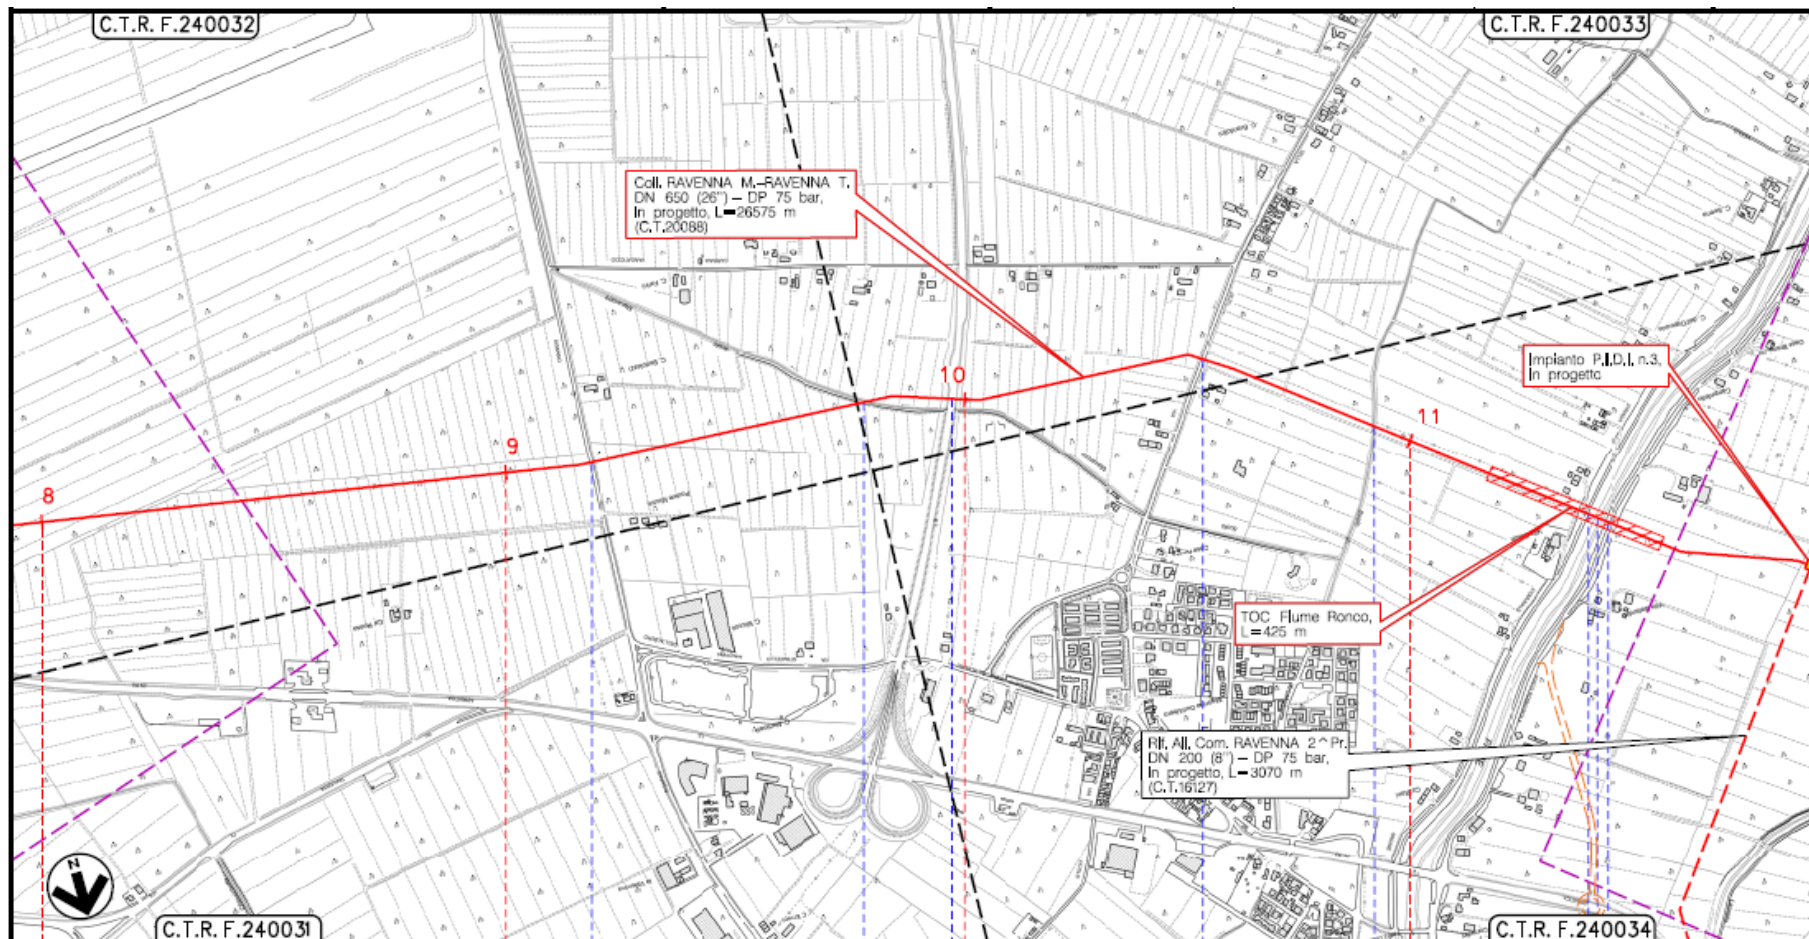 C.T.R. F.240032
C.T.R. F.240033
Coll. RAVENNA M.-RAVENNA T.
DN 650 (26") - DP 75 bar,
In progetto, L=26575 m
(C.T.20088)
Impianto P.I.D.I. n.3,
In progetto
10
11
9
8
TOC Fiume Ronco,
L=425 m
Rif. All. Com. RAVENNA 2^Pr.
DN 200 (8") - DP 75 bar,
In progetto, L=3070 m
(C.T.16127)
N
C.T.R. F.240031
C.T.R. F.240034